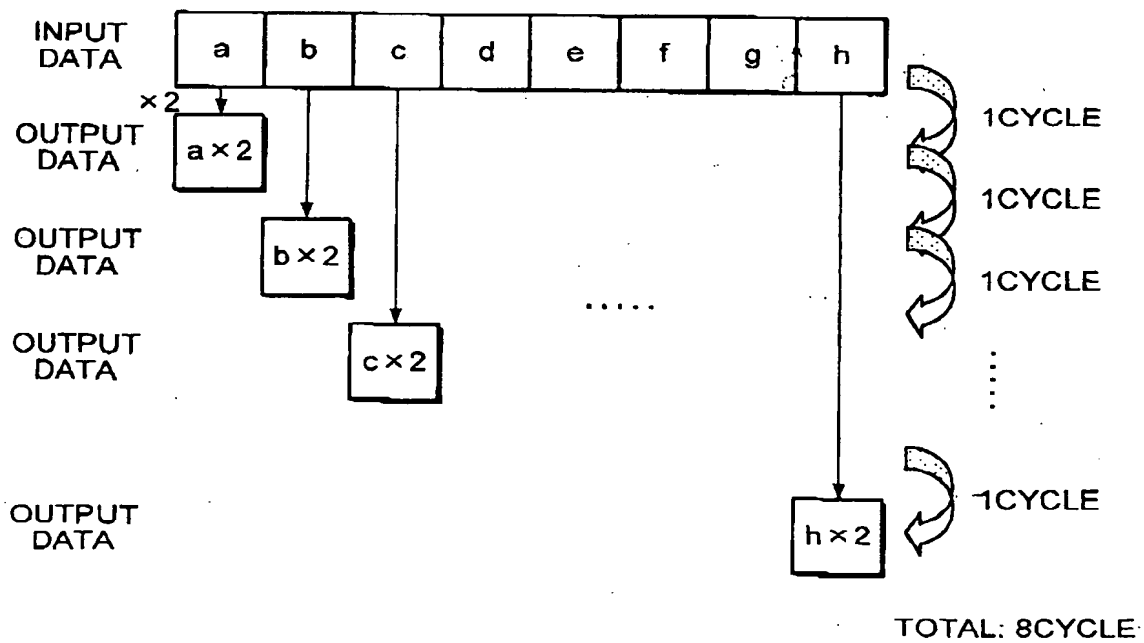 INPUT DATA
a b c d e f g h
×2
OUTPUT DATA
a×2
1CYCLE
1CYCLE
OUTPUT DATA
b×2
1CYCLE
.....
OUTPUT DATA
c×2
.....
1CYCLE
OUTPUT DATA
h×2
TOTAL: 8CYCLE